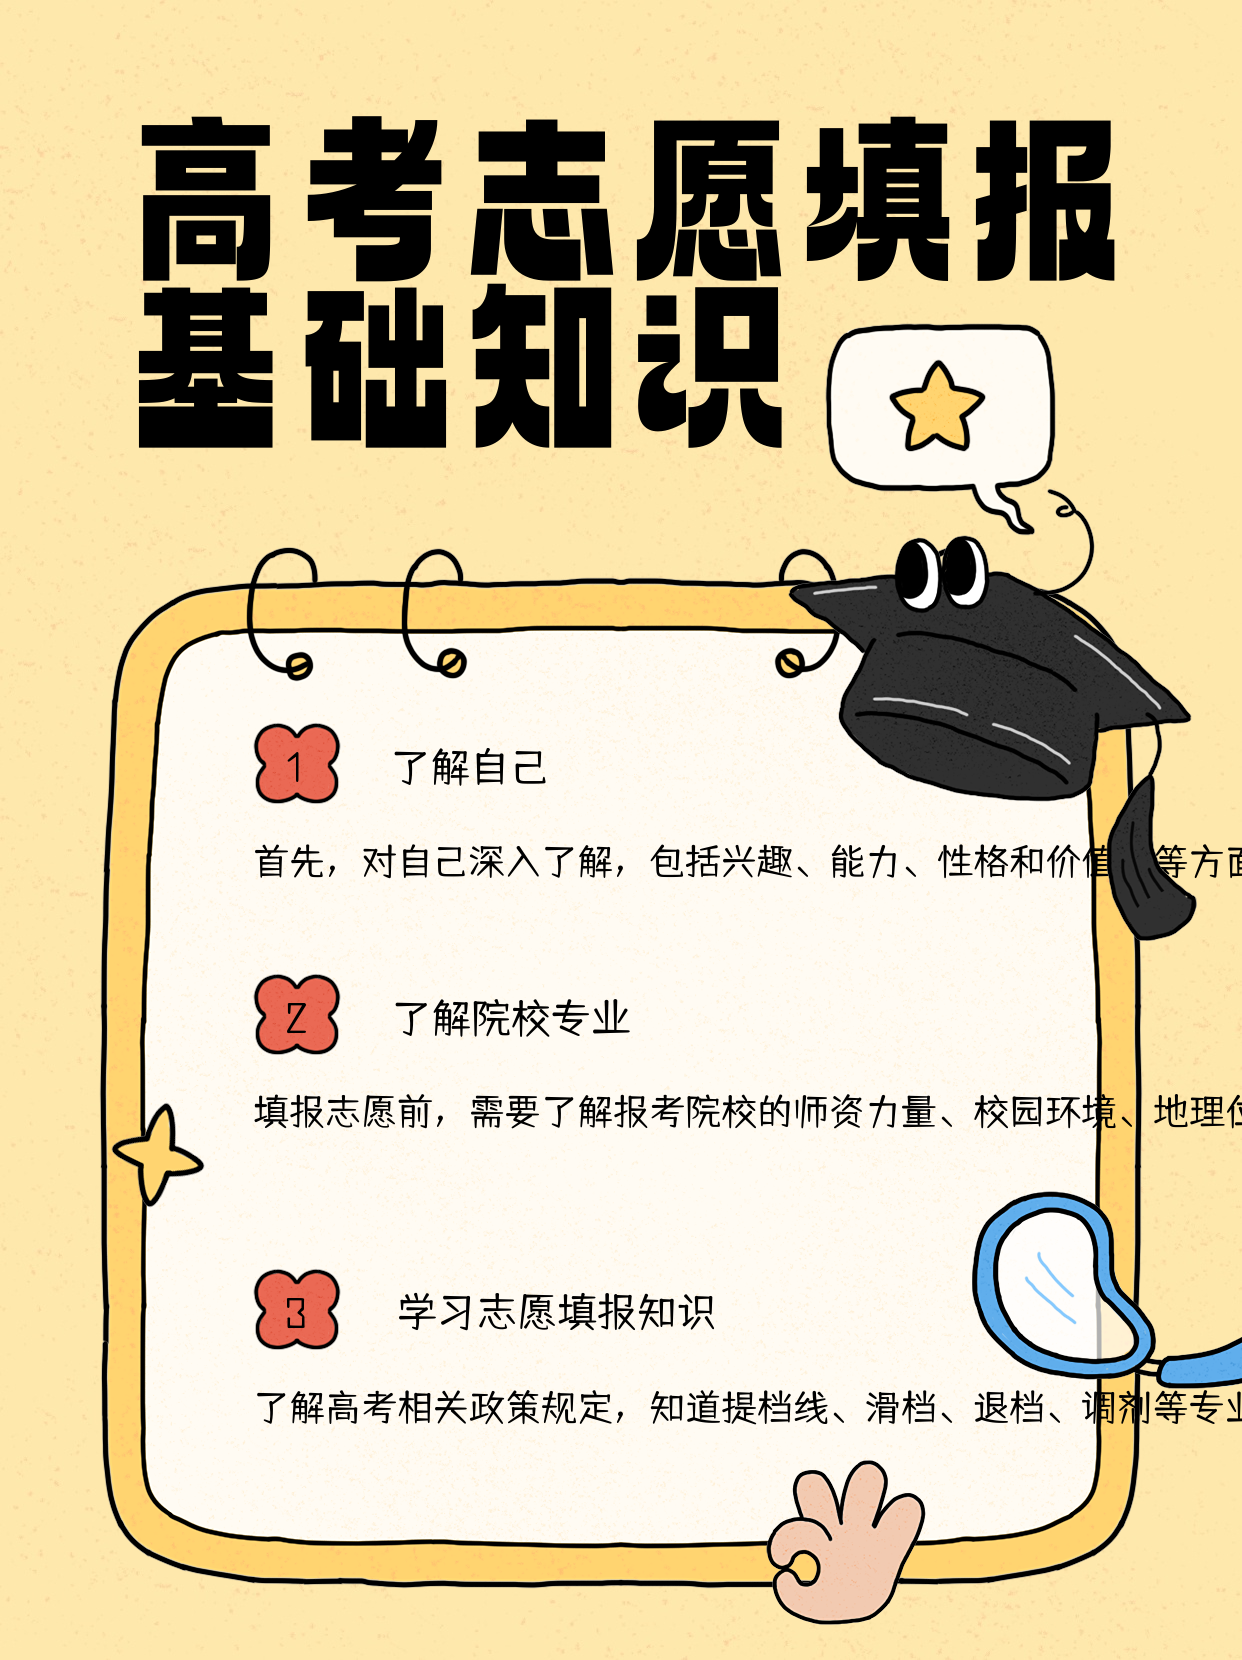 高考志愿填报
基础知识
1 了解自己
首先，对自己深入了解，包括兴趣、能力、性格和价值 等方面
2 了解院校专业
填报志愿前，需要了解报考院校的师资力量、校园环境、地理
3 学习志愿填报知识
了解高考相关政策规定，知道提档线、滑档、退档、调剂等专业